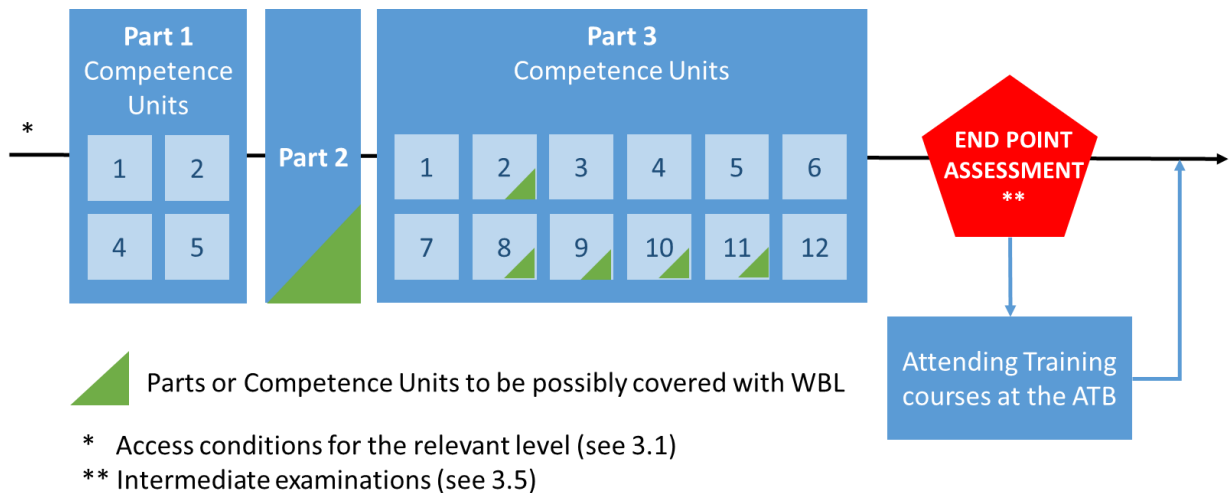 Part 1
Competence
Units
1 2
4 5
Part 2
Part 3
Competence Units
1 2 3 4 5 6
7 8 9 10 11 12
*
END POINT
ASSESSMENT
**
Attending Training
courses at the ATB
Parts or Competence Units to be possibly covered with WBL
* Access conditions for the relevant level (see 3.1)
** Intermediate examinations (see 3.5)